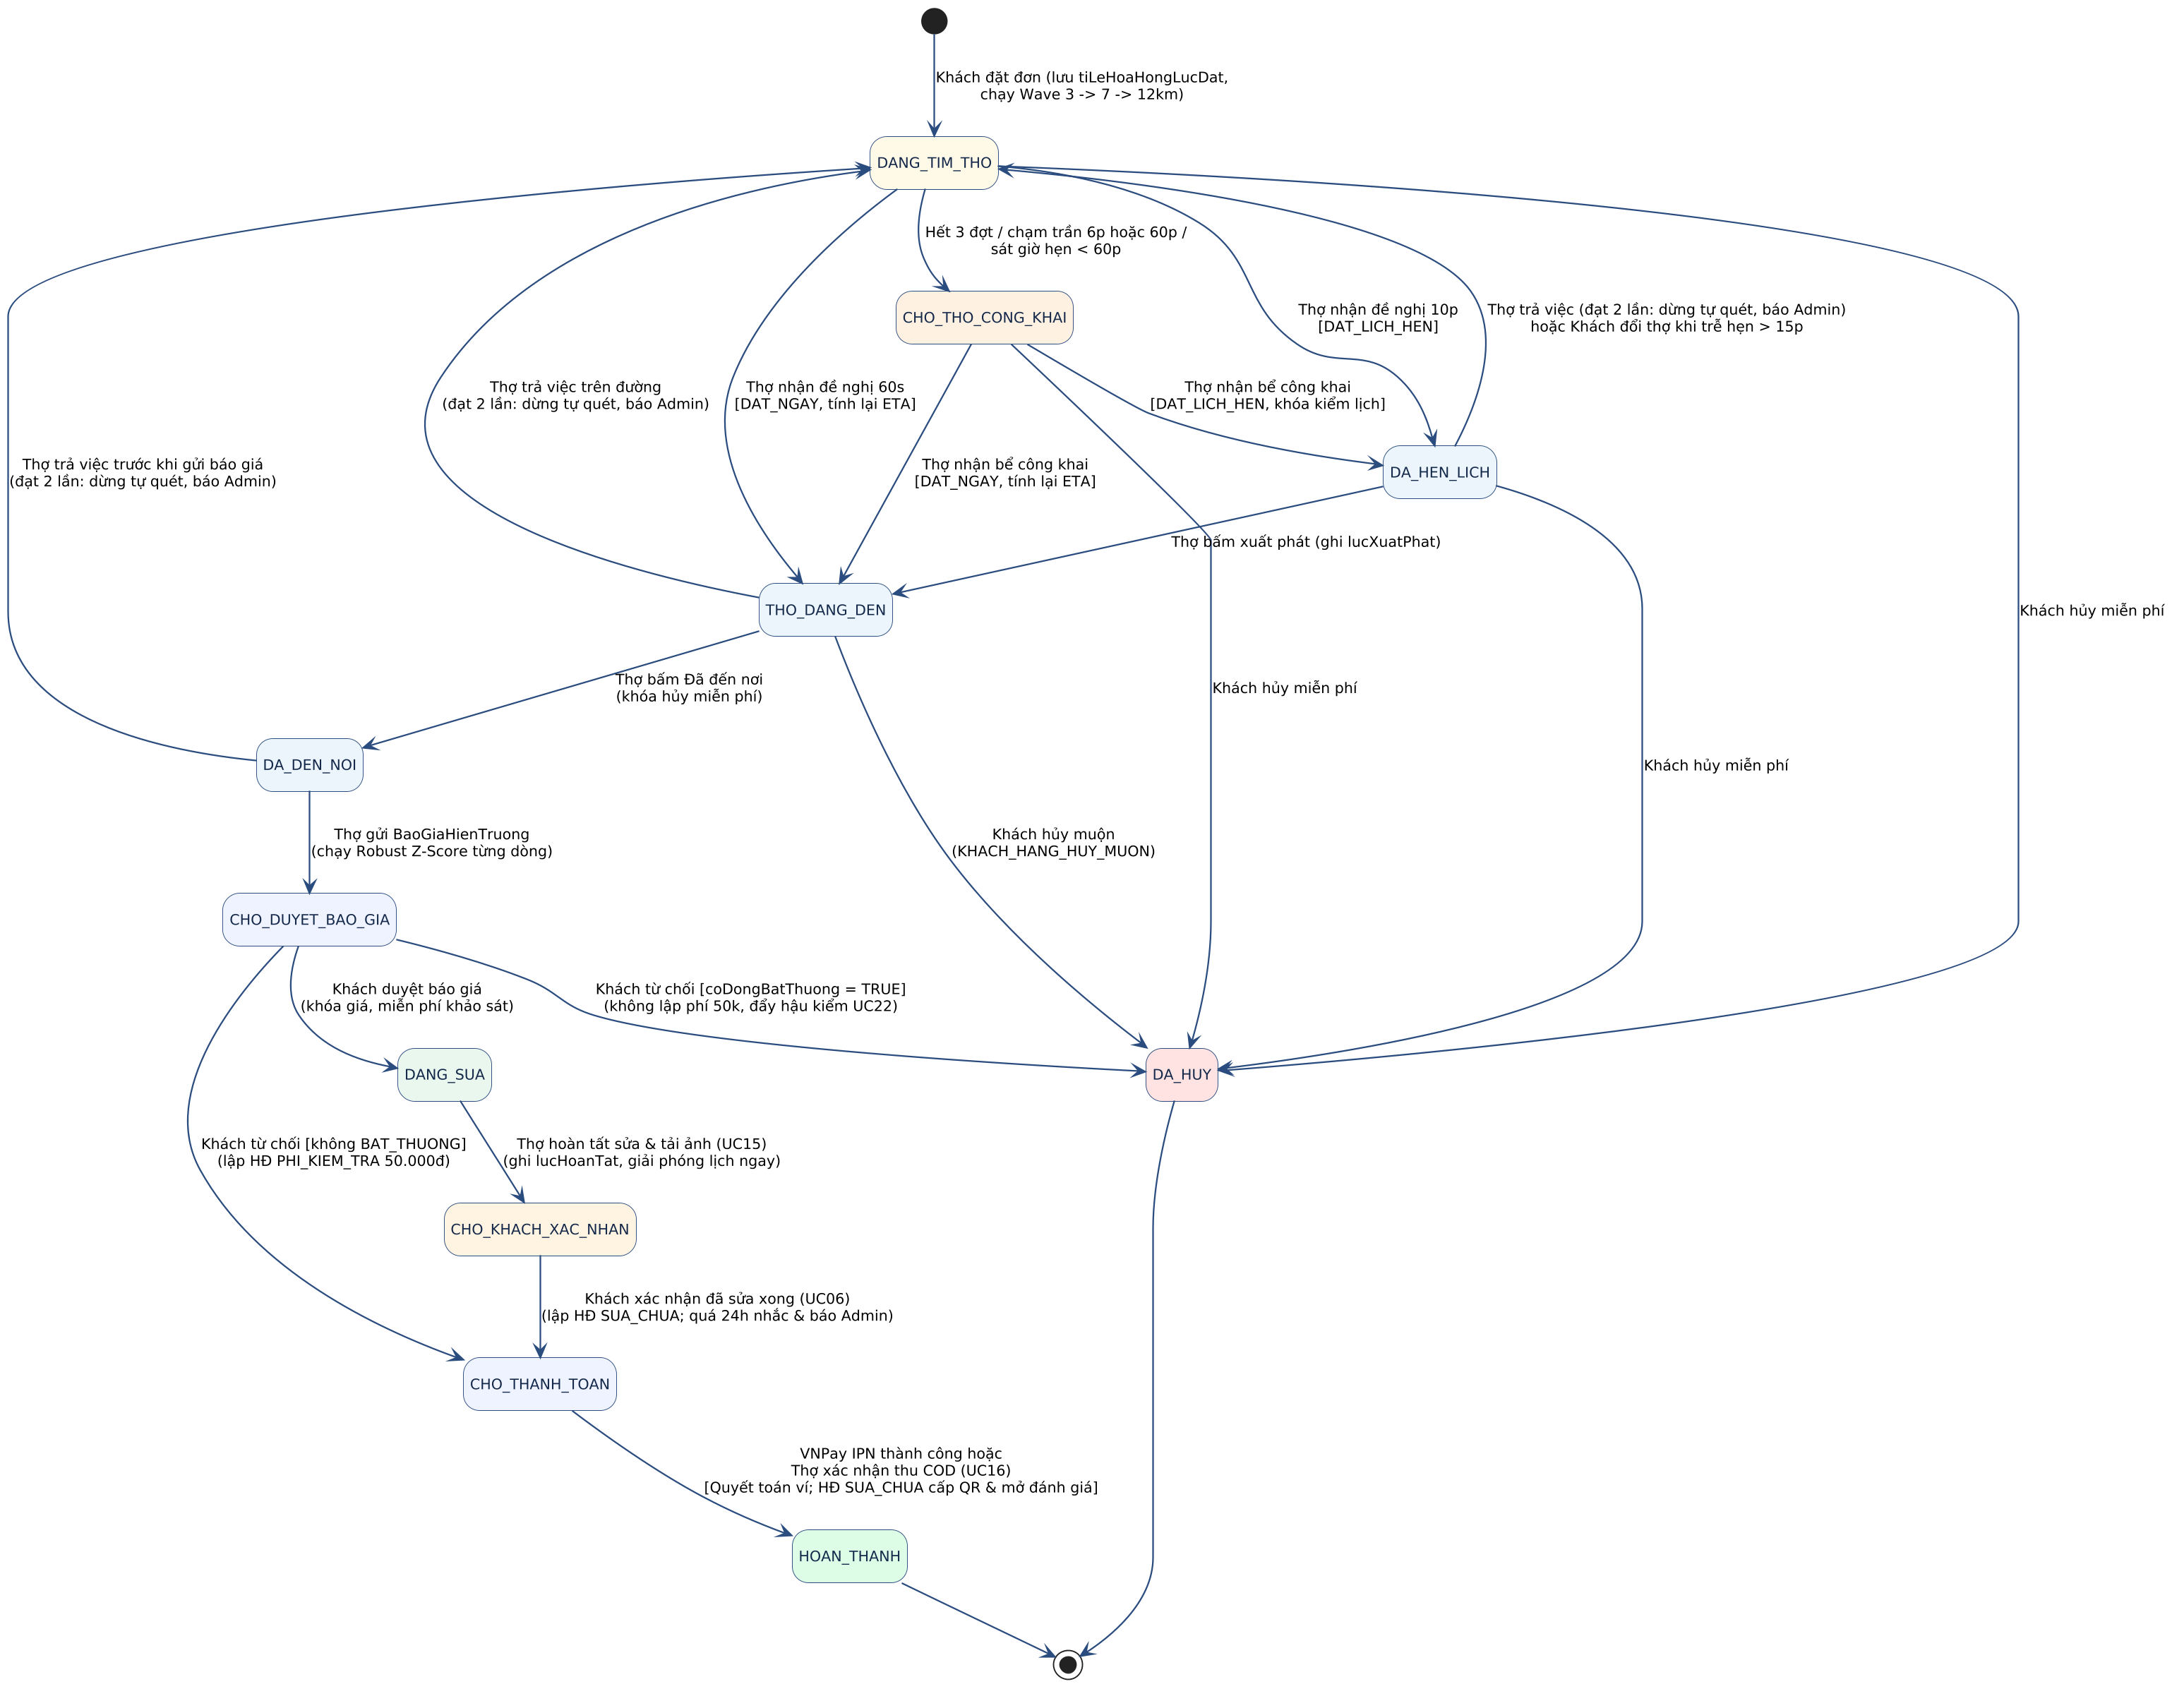 Khách đặt đơn (lưu tiLeHoaHongLucDat,
chạy Wave 3 -> 7 -> 12km)
DANG_TIM_THO
Hết 3 đợt / chạm trần 6p hoặc 60p /
sát giờ hẹn < 60p
CHO_THO_CONG_KHAI
Thợ nhận đề nghị 10p
[DAT_LICH_HEN]
Thợ trả việc (đạt 2 lần: dừng tự quét, báo Admin)
hoặc Khách đổi thợ khi trễ hẹn > 15p
Thợ trả việc trên đường
(đạt 2 lần: dừng tự quét, báo Admin)
Thợ nhận đề nghị 60s
[DAT_NGAY, tính lại ETA]
Thợ nhận bể công khai
[DAT_LICH_HEN, khóa kiểm lịch]
Thợ trả việc trước khi gửi báo giá
(đạt 2 lần: dừng tự quét, báo Admin)
Thợ nhận bể công khai
[DAT_NGAY, tính lại ETA]
DA_HEN_LICH
Thợ bấm xuất phát (ghi lucXuatPhat)
THO_DANG_DEN
Khách hủy miễn phí
Thợ bấm Đã đến nơi
(khóa hủy miễn phí)
Khách hủy miễn phí
DA_DEN_NOI
Khách hủy miễn phí
Thợ gửi BaoGiaHienTruong
(chạy Robust Z-Score từng dòng)
Khách hủy muộn
(KHACH_HANG_HUY_MUON)
CHO_DUYET_BAO_GIA
Khách duyệt báo giá
(khóa giá, miễn phí khảo sát)
Khách từ chối [coDongBatThuong = TRUE]
(không lập phí 50k, đẩy hậu kiểm UC22)
DANG_SUA
DA_HUY
Khách từ chối [không BAT_THUONG]
(lập HĐ PHI_KIEM_TRA 50.000đ)
Thợ hoàn tất sửa & tải ảnh (UC15)
(ghi lucHoanTat, giải phóng lịch ngay)
CHO_KHACH_XAC_NHAN
Khách xác nhận đã sửa xong (UC06)
(lập HĐ SUA_CHUA; quá 24h nhắc & báo Admin)
CHO_THANH_TOAN
VNPay IPN thành công hoặc
Thợ xác nhận thu COD (UC16)
[Quyết toán ví; HĐ SUA_CHUA cấp QR & mở đánh giá]
HOAN_THANH